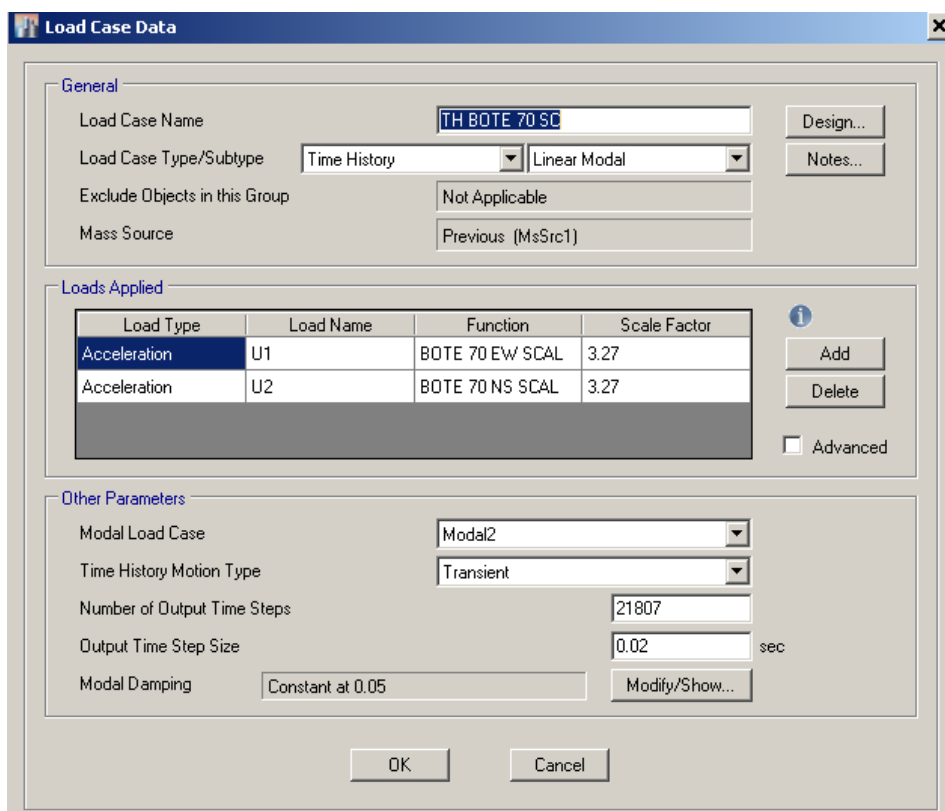 Load Case Data
General
Load Case Name TH BOTE 70 SC Design...
Load Case Type/Subtype Time History Linear Modal Notes...
Exclude Objects in this Group Not Applicable
Mass Source Previous (MsSrc1)
Loads Applied
Load Type Load Name Function Scale Factor
Acceleration U1 BOTE 70 EW SCAL 3.27 Add
Acceleration U2 BOTE 70 NS SCAL 3.27 Delete
Advanced
Other Parameters
Modal Load Case Modal2
Time History Motion Type Transient
Number of Output Time Steps 21807
Output Time Step Size 0.02 sec
Modal Damping Constant at 0.05 Modify/Show...
OK Cancel